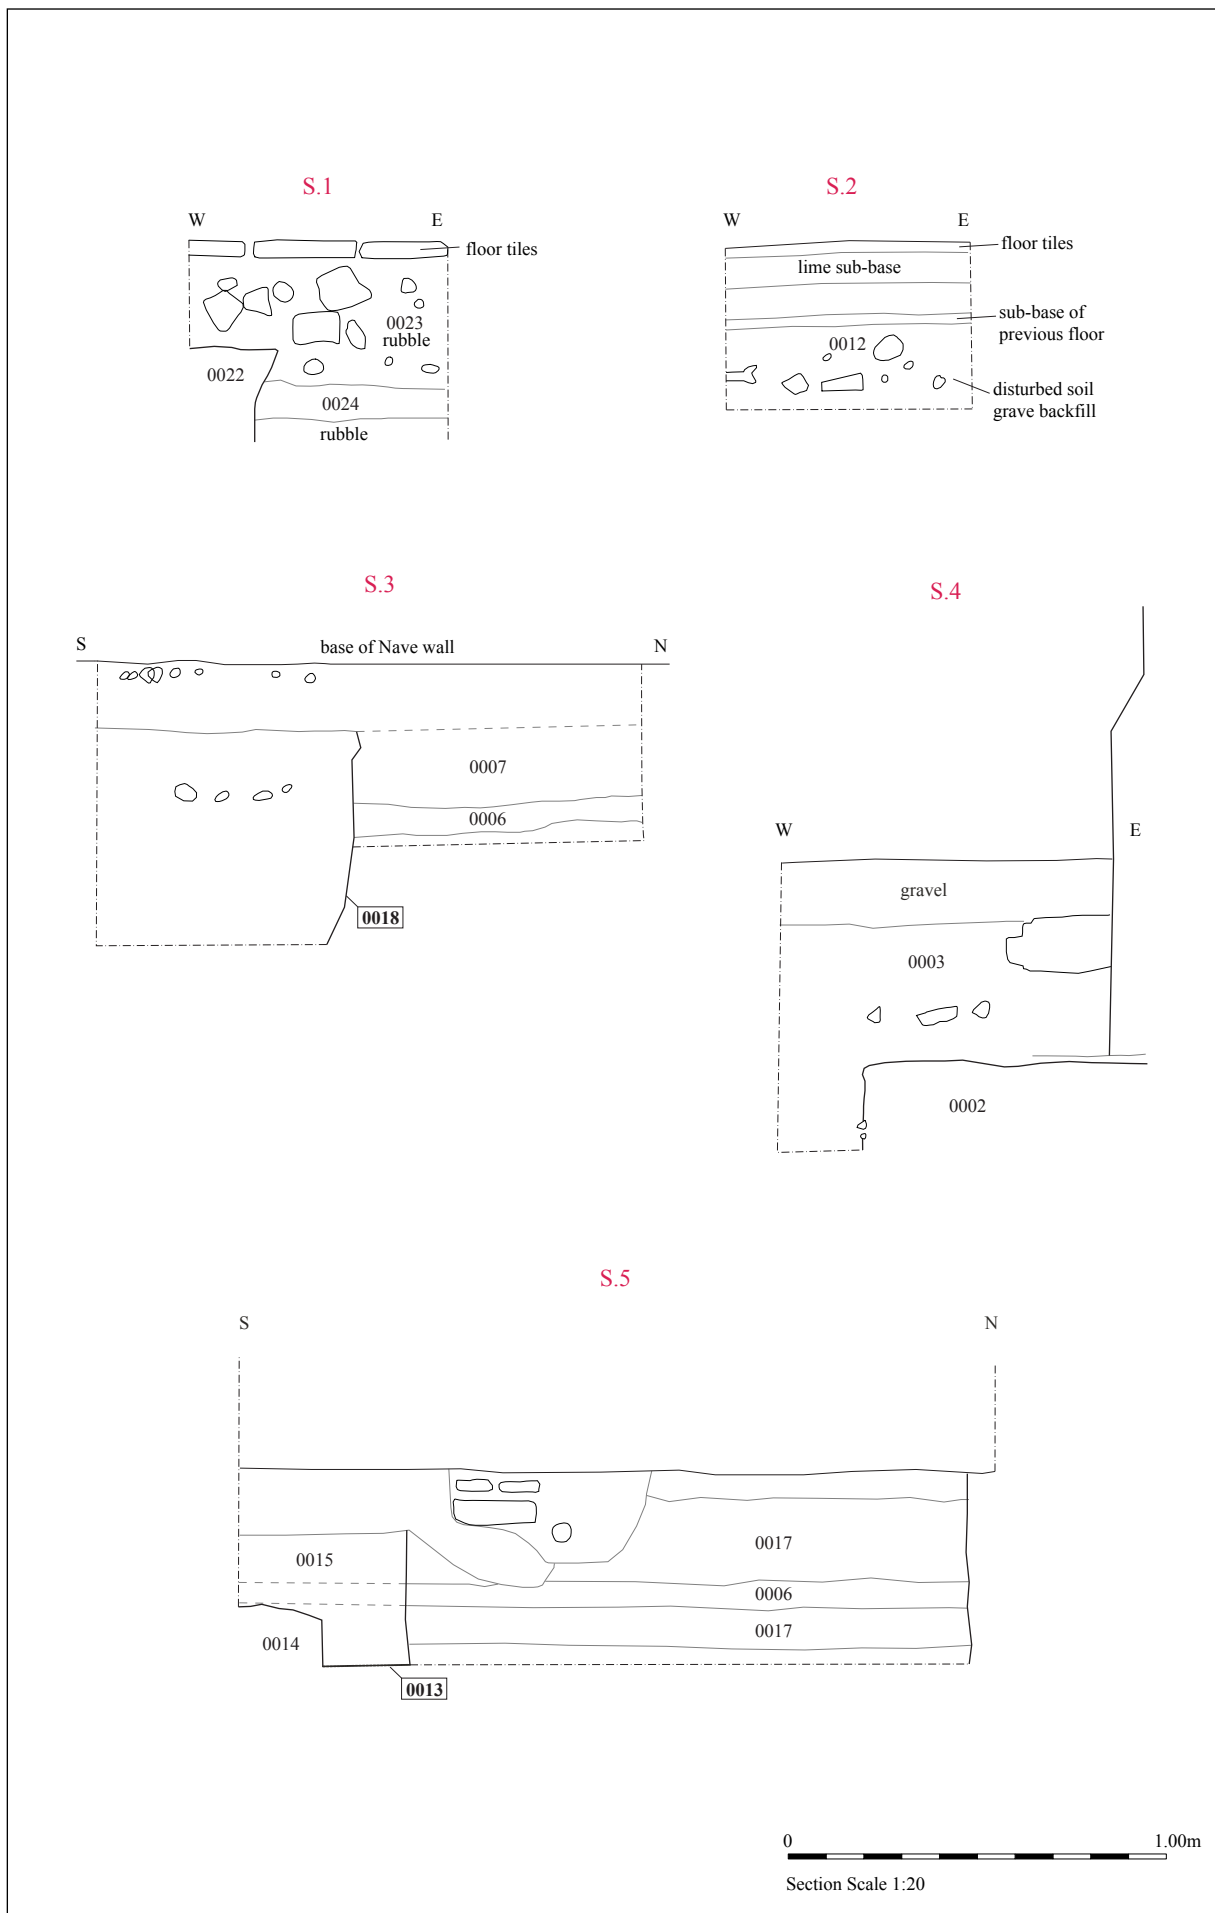 S.1
W
E
floor tiles
0023
rubble
0022
0024
rubble
S.2
W
E
floor tiles
lime sub-base
sub-base of
previous floor
0012
disturbed soil
grave backfill
S.3
S
base of Nave wall
N
0007
0006
0018
S.4
W
E
gravel
0003
0002
S.5
S
N
0015
0017
0006
0014
0017
0013
0
1.00m
Section Scale 1:20